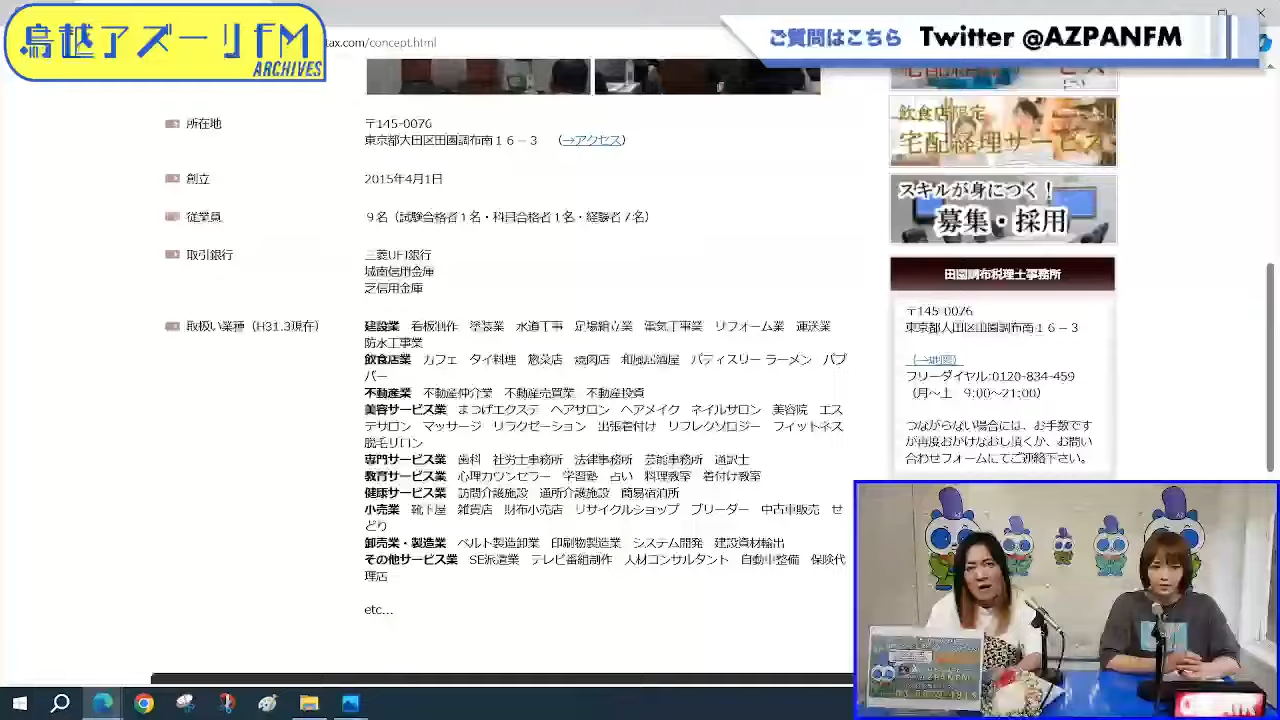 鳥越アズーリFM
ARCHIVES
tax.com/concept.html
ご質問はこちら Twitter @AZPANFM
所在地
〒145-0076
東京都大田区田園調布南１６－３ （→アクセス）
創立
2015年4月1日
従業員
９名（試験合格者１名・科目合格者１名・経験者７名）
取引銀行
三菱UFJ銀行
城南信用金庫
芝信用金庫
取扱い業種（H31.3現在）
建設業 看板制作 塗装業 水道工事 足場組立業 電気工事業 リフォーム業 運送業
防水工事業
飲食店業 カフェ タイ料理 惣菜店 焼肉店 和風居酒屋 パティスリー ラーメン パブ
バー
不動産業 不動産仲介業 不動産売買業 不動産投資
美容サービス業 まつげエクステ ヘアサロン ヘアメイク ネイルサロン 美容院 エス
テサロン マッサージ リラクゼーション 出張着付け リフレクソロジー フィットネス
脱毛サロン
専門サービス業 歯科 社労士事務所 法律事務所 芸能事務所 通訳士
教育サービス業 心理カウンセラー 学習塾 占い 料理教室 着付け教室
健康サービス業 訪問介護施設 通所介護施設 簡易宿泊所
小売業 靴下屋 雑貨店 財布小売店 リサイクルショップ ブリーダー 中古車販売 せ
どり
卸売業・製造業 ベルト製造卸業 印刷物製造業 システム開発 建設資材輸出
その他サービス業 SE派遣業 テレビ番組制作 人材コンサルタント 自動車整備 保険代
理店
etc...
飲食店限定
宅配経理サービス
スキルが身につく！
募集・採用
田園調布税理士事務所
〒145-0076
東京都大田区田園調布南１６－３
（→地図）
フリーダイヤル:0120-834-459
（月～土 9:00～21:00）
つながらない場合には、お手数です
が再度おかけなおし頂くか、お問い
合わせフォームにてご連絡下さい。